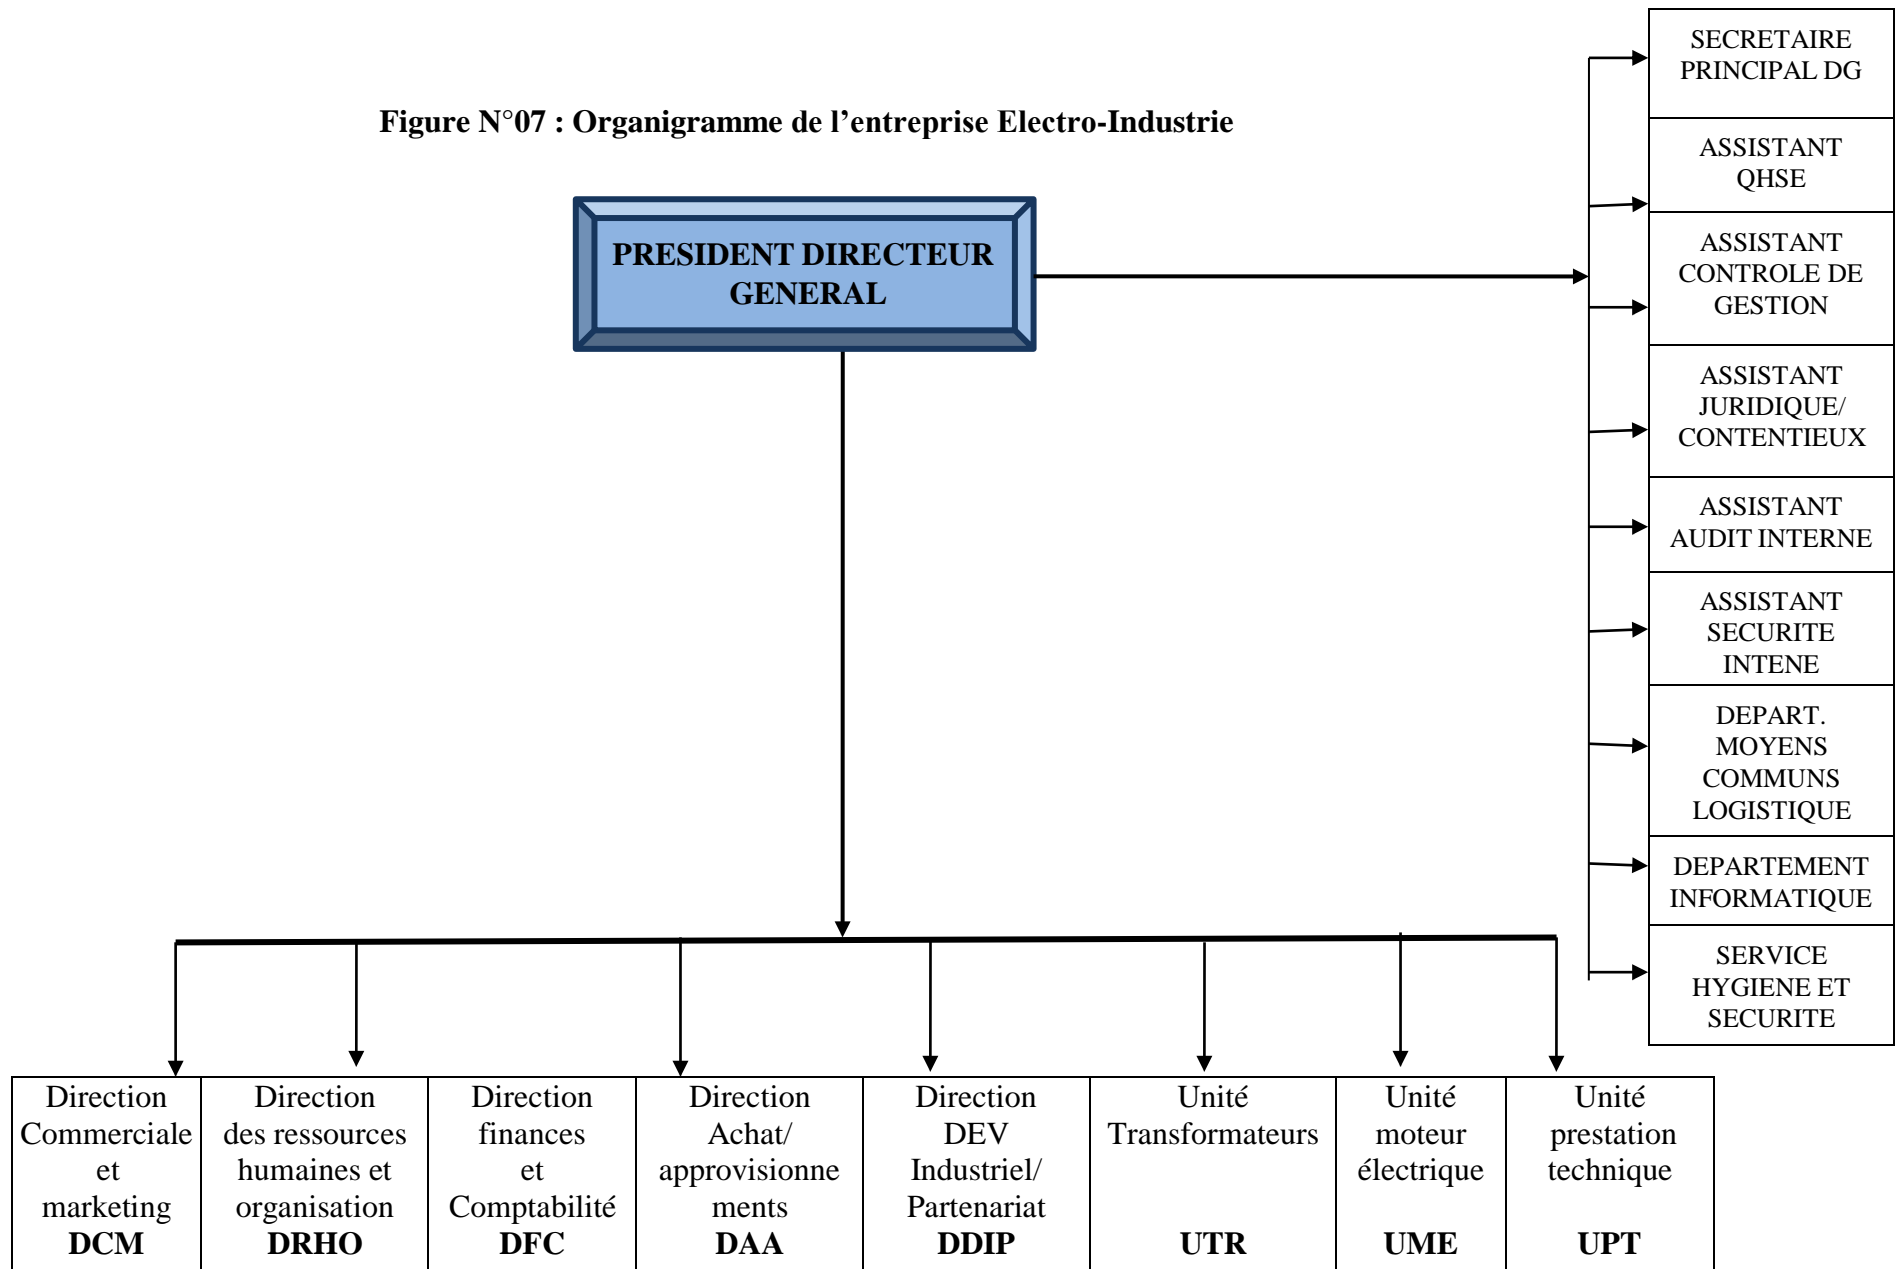 Figure N°07 : Organigramme de l’entreprise Electro-Industrie
PRESIDENT DIRECTEUR
GENERAL
SECRETAIRE
PRINCIPAL DG
ASSISTANT
QHSE
ASSISTANT
CONTROLE DE
GESTION
ASSISTANT
JURIDIQUE/
CONTENTIEUX
ASSISTANT
AUDIT INTERNE
ASSISTANT
SECURITE
INTENE
DEPART.
MOYENS
COMMUNS
LOGISTIQUE
DEPARTEMENT
INFORMATIQUE
SERVICE
HYGIENE ET
SECURITE
Direction
Commerciale
et
marketing
DCM
Direction
des ressources
humaines et
organisation
DRHO
Direction
finances
et
Comptabilité
DFC
Direction
Achat/
approvisionne
ments
DAA
Direction
DEV
Industriel/
Partenariat
DDIP
Unité
Transformateurs
UTR
Unité
moteur
électrique
UME
Unité
prestation
technique
UPT